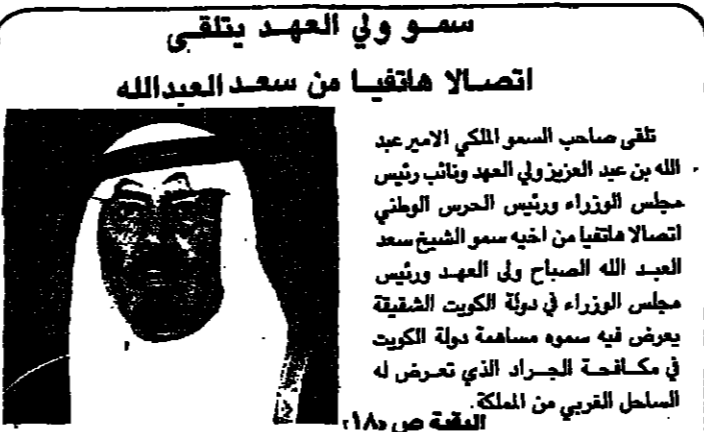 سمو ولي العهد يتلقى
اتصالا هاتفيا من سعد العبدالله
تلقى صاحب السمو الملكي الامير عبد
الله بن عبد العزيز ولي العهد ونائب رئيس
مجلس الوزراء ورئيس الحرس الوطني
اتصالا هاتفيا من اخيه سمو الشيخ سعد
العبد الله الصباح ولى العهد ورئيس
مجلس الوزراء في دولة الكويت الشقيقة
يعرض فيه سموه مساهمة دولة الكويت
في مكافحة الجراد الذي تعرض له
الساحل الغربي من المملكة.
البقية ص «١٨»